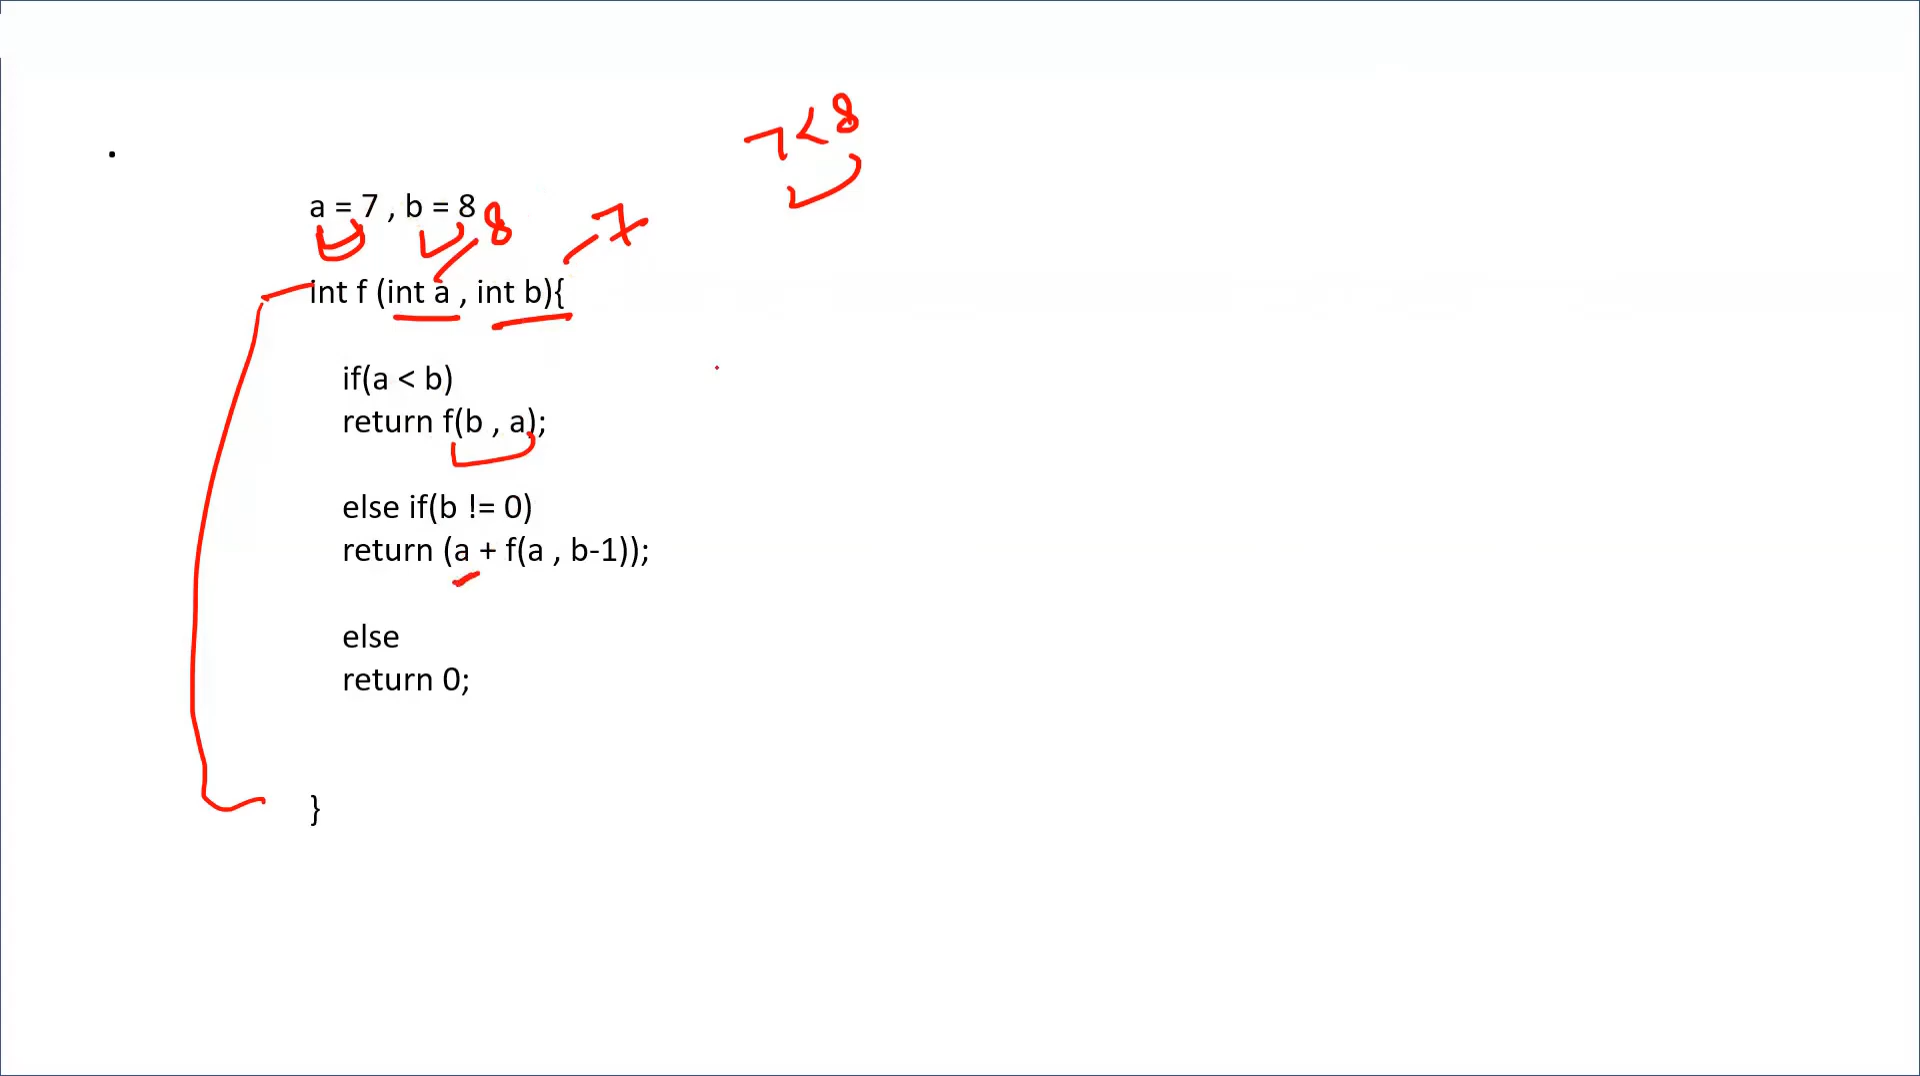 7 < 8
.
a = 7 , b = 8
8 7
int f (int a , int b){
if(a < b)
return f(b , a);
else if(b != 0)
return (a + f(a , b-1));
else
return 0;
}